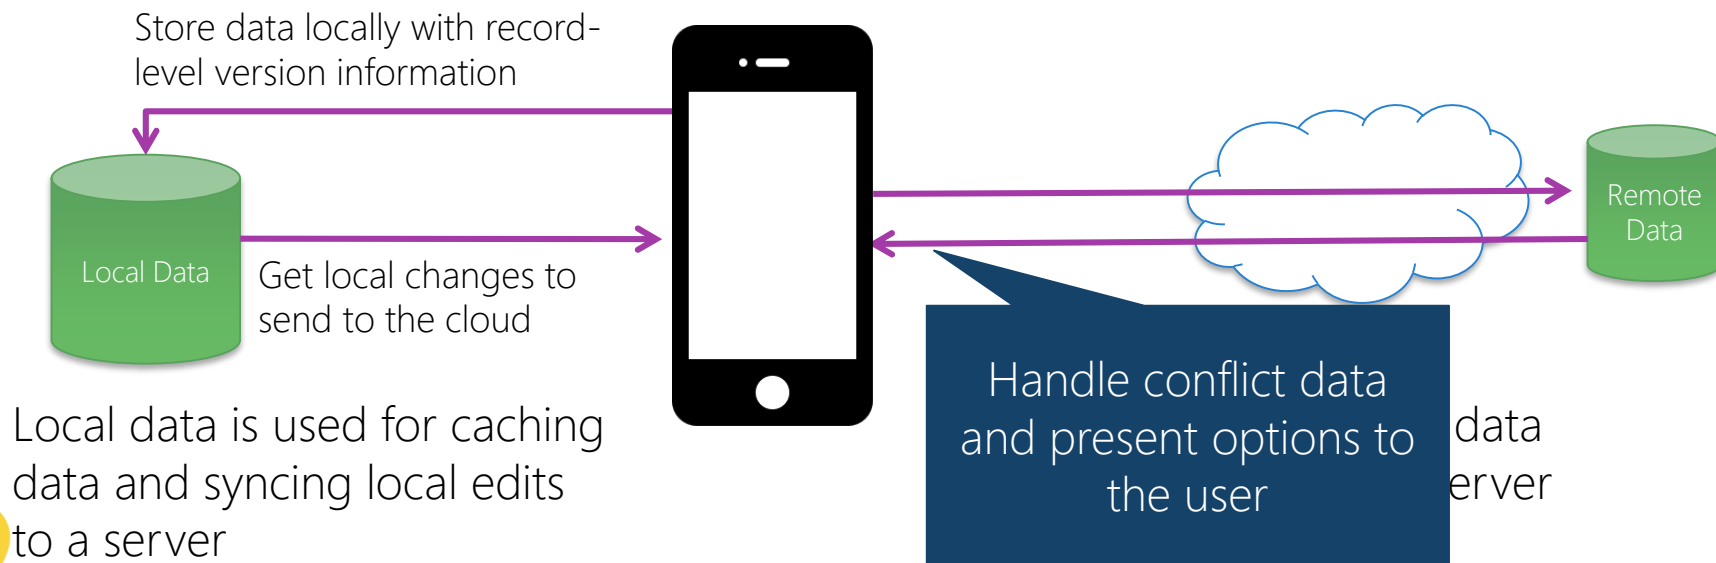 Store data locally with record-
level version information
Local Data
Get local changes to
send to the cloud
Remote
Data
Handle conflict data
and present options to
the user
Local data is used for caching
data and syncing local edits
to a server
data